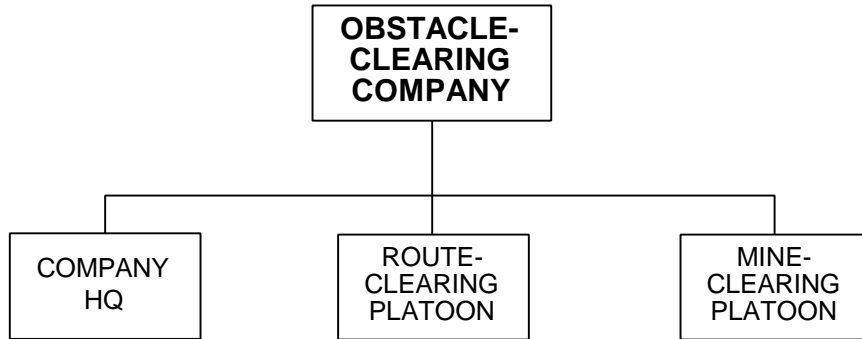 OBSTACLE-
CLEARING
COMPANY
COMPANY
HQ
ROUTE-
CLEARING
PLATOON
MINE-
CLEARING
PLATOON